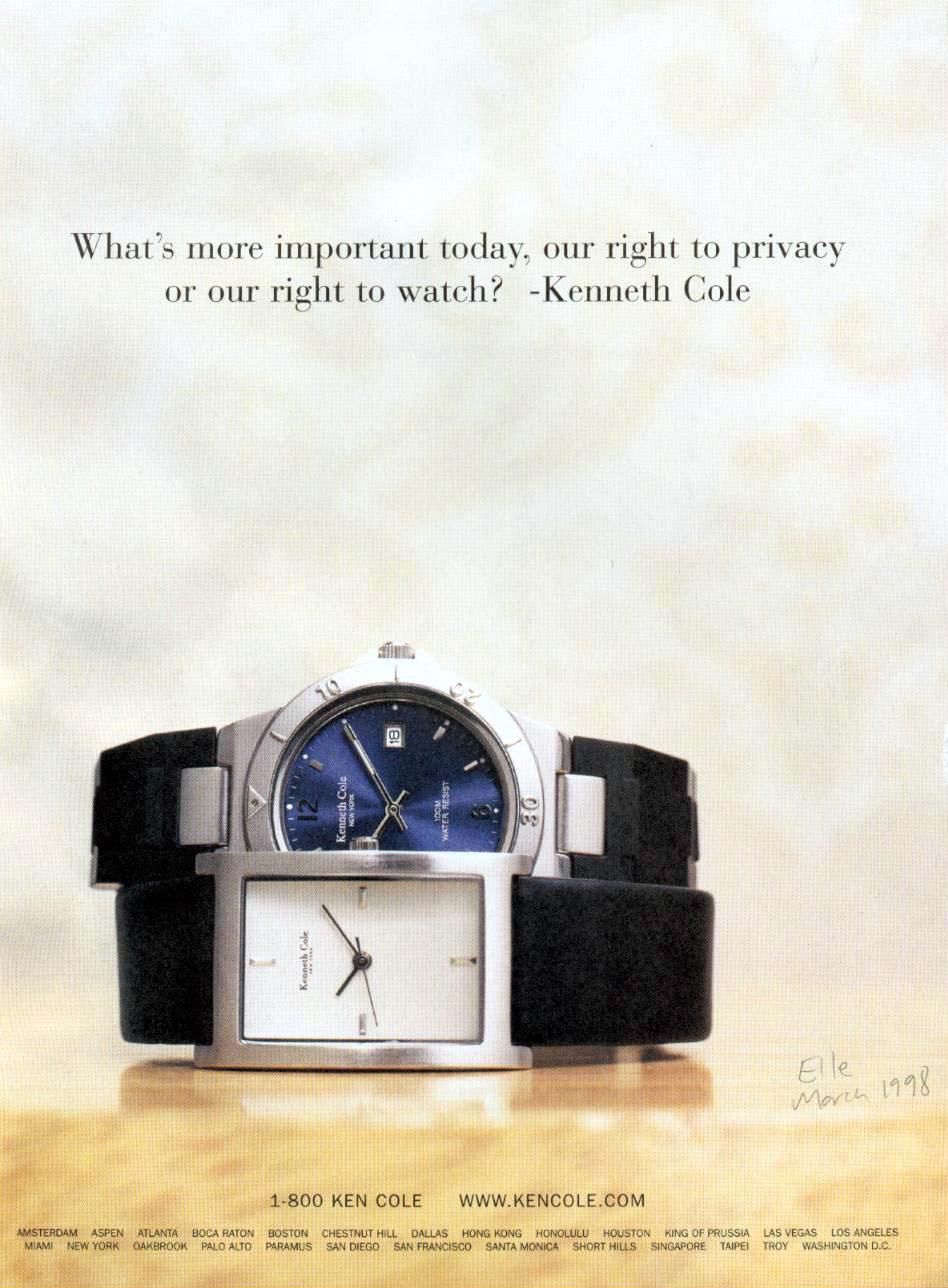 What's more important today, our right to privacy
or our right to watch? -Kenneth Cole
10
20
18
12
Kenneth Cole
NEW YORK
100M
WATER RESIST
6
30
Kenneth Cole
NEW YORK
Elle
March 1998
1-800 KEN COLE WWW.KENCOLE.COM
AMSTERDAM ASPEN ATLANTA BOCA RATON BOSTON CHESTNUT HILL DALLAS HONG KONG HONOLULU HOUSTON KING OF PRUSSIA LAS VEGAS LOS ANGELES
MIAMI NEW YORK OAKBROOK PALO ALTO PARAMUS SAN DIEGO SAN FRANCISCO SANTA MONICA SHORT HILLS SINGAPORE TAIPEI TROY WASHINGTON D.C.